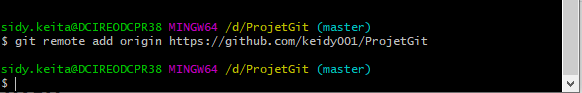 sidy.keita@DCIREODCPR38 MINGW64 /d/ProjetGit (master)
$ git remote add origin https://github.com/keidy001/ProjetGit
sidy.keita@DCIREODCPR38 MINGW64 /d/ProjetGit (master)
$